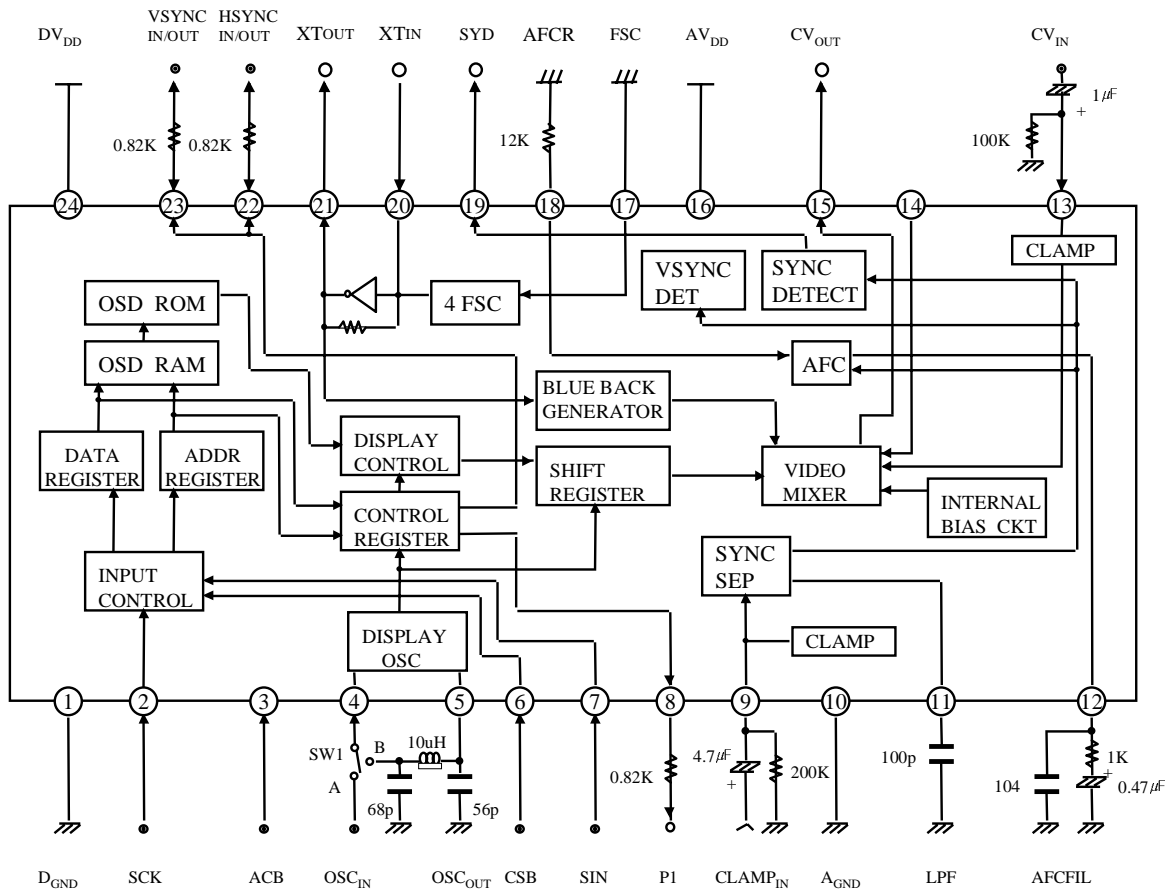 DVDD
VSYNC
IN/OUT
HSYNC
IN/OUT
XTOUT
XTIN
SYD
AFCR
FSC
AVDD
CVOUT
CVIN
0.82K
0.82K
12K
100K
1㎌
+
24
23
22
21
20
19
18
17
16
15
14
13
CLAMP
OSD ROM
4 FSC
VSYNC
DET
SYNC
DETECT
OSD RAM
AFC
BLUE BACK
GENERATOR
DATA
REGISTER
ADDR
REGISTER
DISPLAY
CONTROL
SHIFT
REGISTER
VIDEO
MIXER
CONTROL
REGISTER
INTERNAL
BIAS CKT
INPUT
CONTROL
SYNC
SEP
DISPLAY
OSC
CLAMP
1
2
3
4
5
6
7
8
9
10
11
12
SW1
B
A
10uH
68p
56p
0.82K
4.7㎌
+
200K
100p
104
1K
+
0.47㎌
DGND
SCK
ACB
OSCIN
OSCOUT
CSB
SIN
P1
CLAMPIN
AGND
LPF
AFCFIL